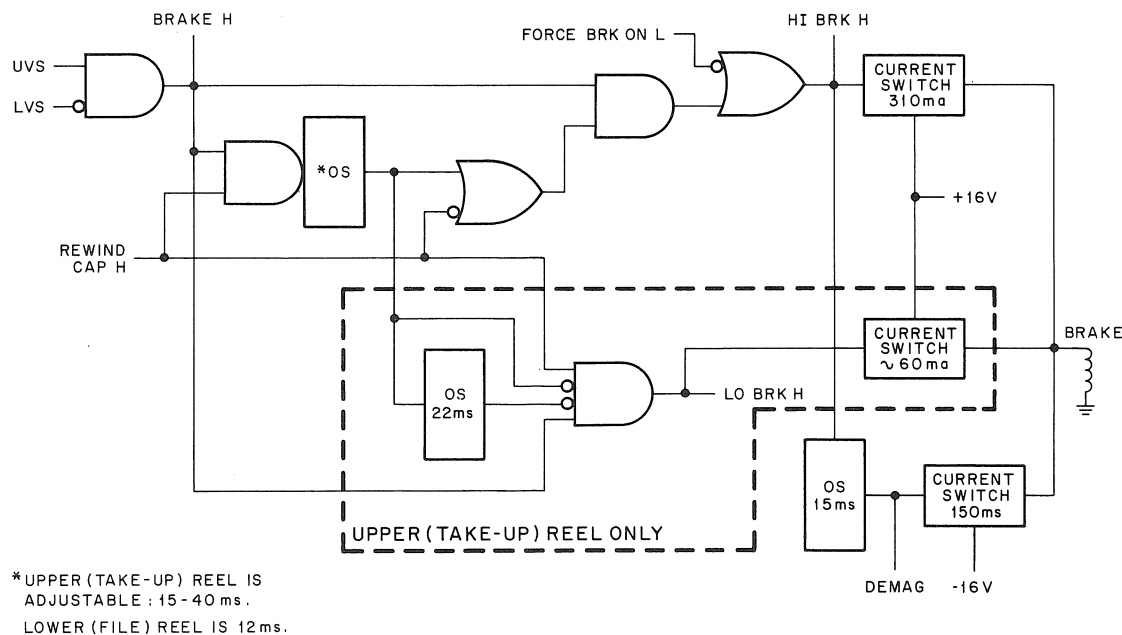 BRAKE H
HI BRK H
FORCE BRK ON L
UVS
LVS
CURRENT
SWITCH
310ma
*OS
+16V
REWIND
CAP H
CURRENT
SWITCH
~60ma
BRAKE
OS
22ms
LO BRK H
OS
15ms
CURRENT
SWITCH
150ms
UPPER (TAKE-UP) REEL ONLY
DEMAG
-16V
*UPPER (TAKE-UP) REEL IS
ADJUSTABLE : 15-40 ms.
LOWER (FILE) REEL IS 12ms.